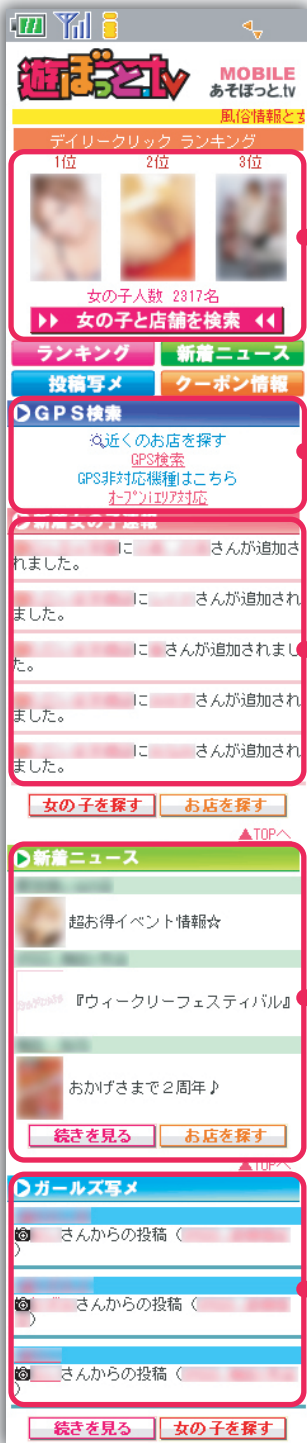 遊ぼっと.tv
MOBILE
あそぼっと.tv
風俗情報と女
デイリークリック ランキング
1位 2位 3位
女の子人数 2317名
女の子と店舗を検索
ランキング 新着ニュース
投稿写メ クーポン情報
GPS検索
近くのお店を探す
GPS検索
GPS非対応機種はこちら
オープンiエリア対応
新着女の子速報
に さんが追加さ
れました。
に さんが追加され
ました。
に さんが追加されまし
た。
に さんが追加され
ました。
に さんが追加され
ました。
女の子を探す お店を探す
▲TOPへ
新着ニュース
超お得イベント情報☆
『ウィークリーフェスティバル』
おかげさまで2周年♪
続きを見る お店を探す
▲TOPへ
ガールズ写メ
さんからの投稿（
）
さんからの投稿（
）
さんからの投稿（
）
続きを見る 女の子を探す